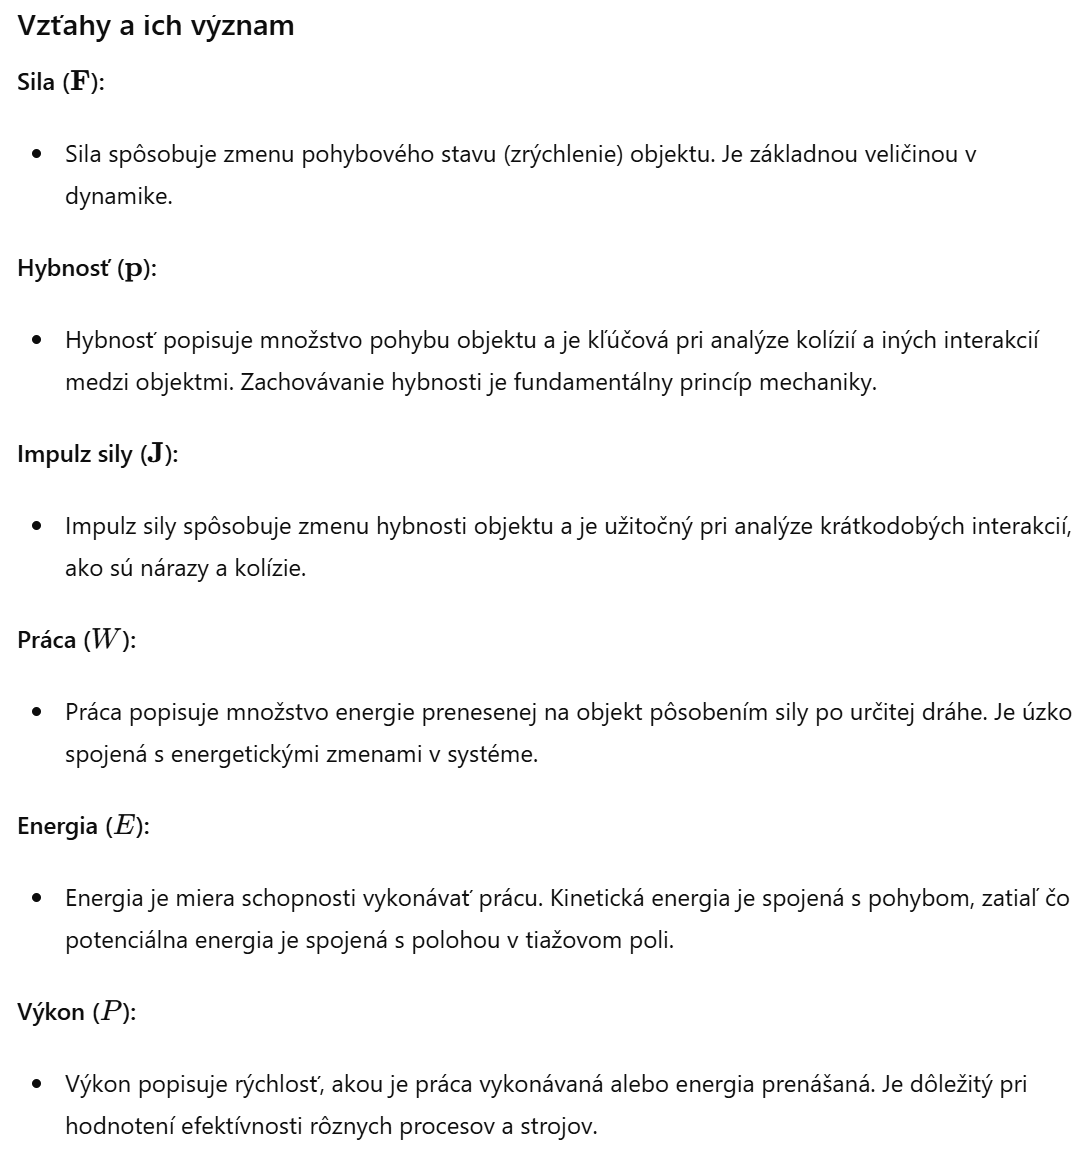 Vzťahy a ich význam
Sila (F):
• Sila spôsobuje zmenu pohybového stavu (zrýchlenie) objektu. Je základnou veličinou v
dynamike.
Hybnosť (p):
• Hybnosť popisuje množstvo pohybu objektu a je kľúčová pri analýze kolízií a iných interakcií
medzi objektmi. Zachovávanie hybnosti je fundamentálny princíp mechaniky.
Impulz sily (J):
• Impulz sily spôsobuje zmenu hybnosti objektu a je užitočný pri analýze krátkodobých interakcií,
ako sú nárazy a kolízie.
Práca (W):
• Práca popisuje množstvo energie prenesenej na objekt pôsobením sily po určitej dráhe. Je úzko
spojená s energetickými zmenami v systéme.
Energia (E):
• Energia je miera schopnosti vykonávať prácu. Kinetická energia je spojená s pohybom, zatiaľ čo
potenciálna energia je spojená s polohou v tiažovom poli.
Výkon (P):
• Výkon popisuje rýchlosť, akou je práca vykonávaná alebo energia prenášaná. Je dôležitý pri
hodnotení efektívnosti rôznych procesov a strojov.